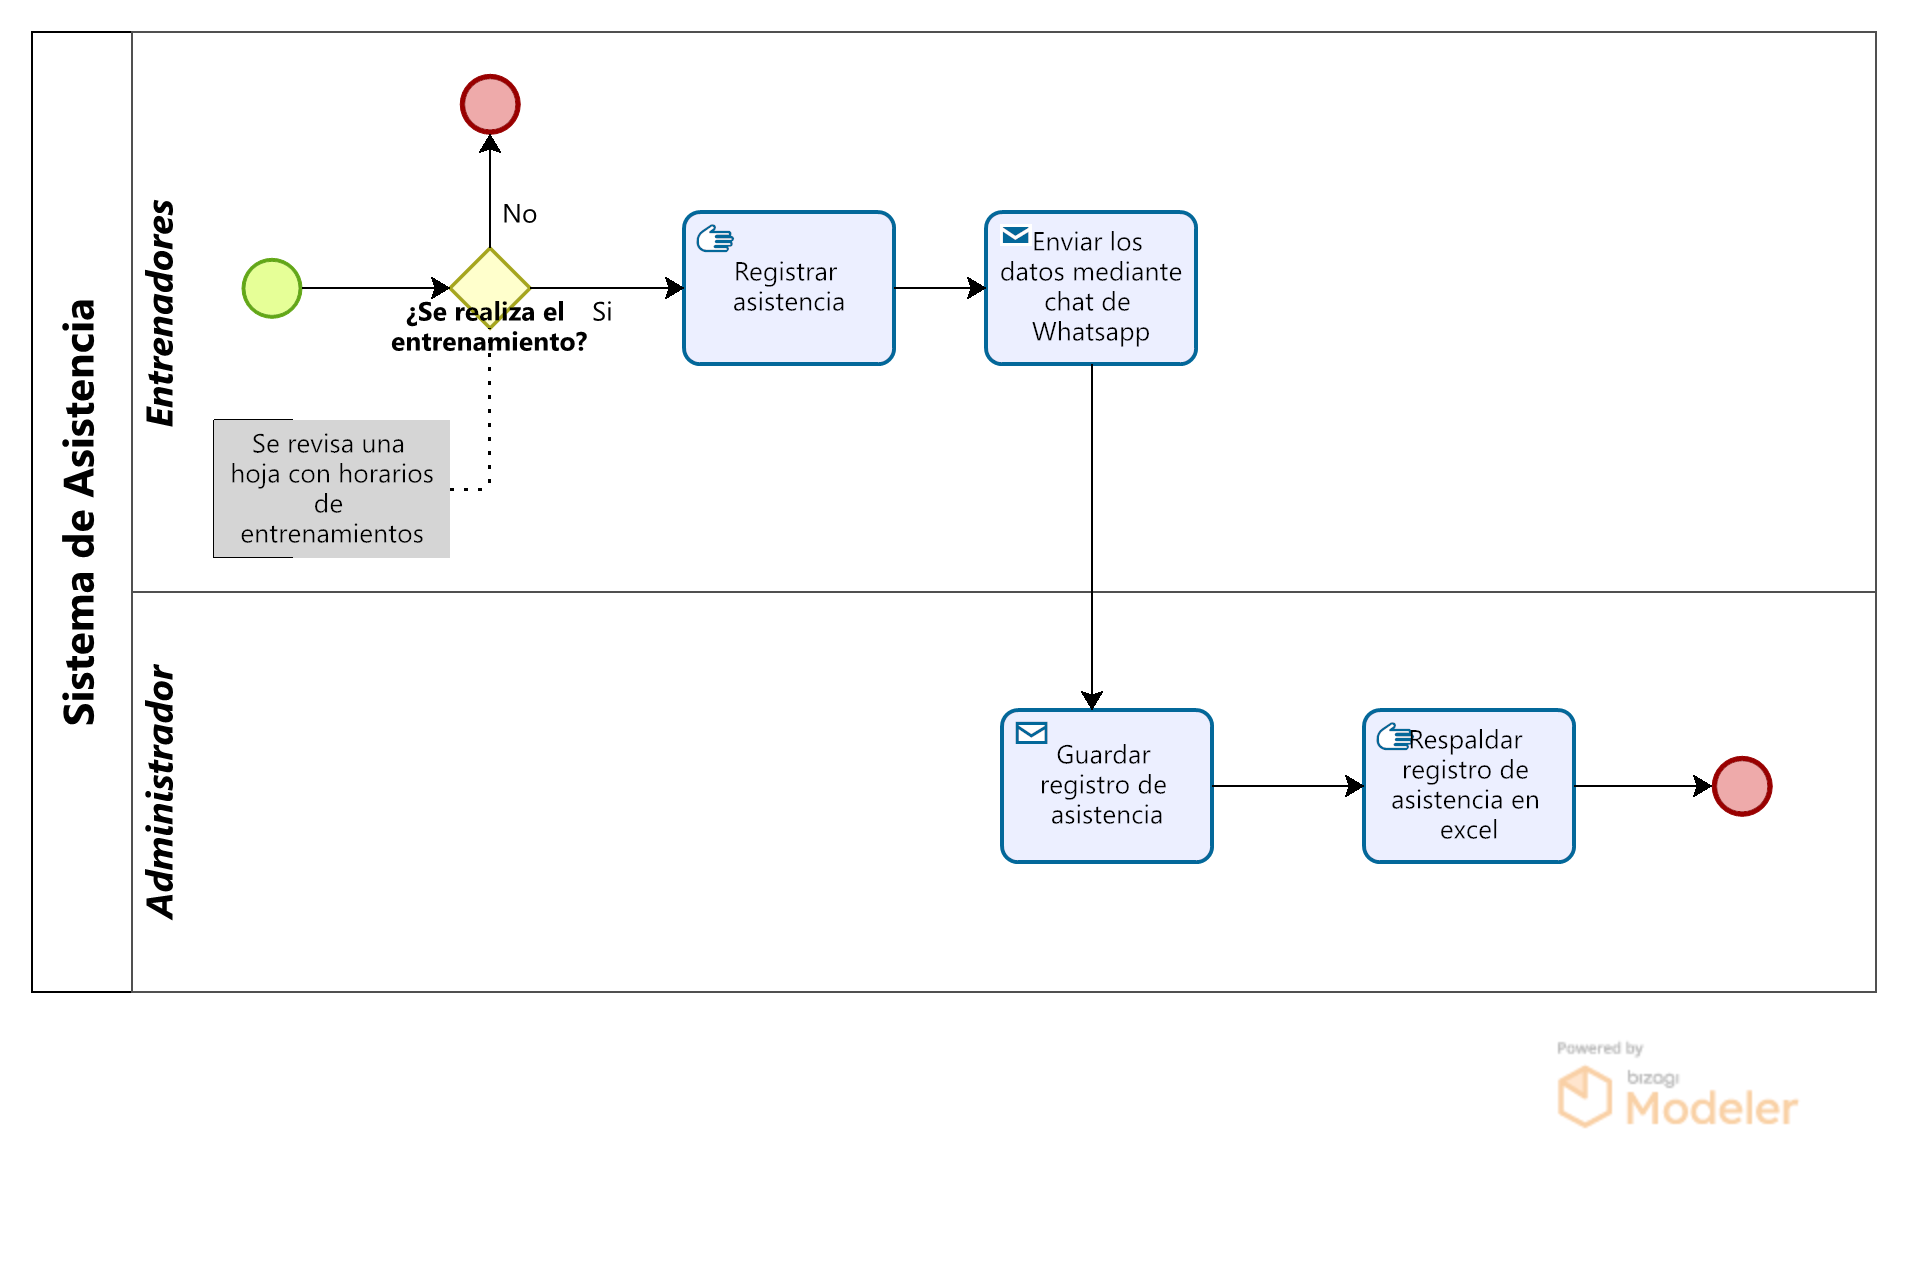 Sistema de Asistencia
Entrenadores
No
¿Se realiza el
entrenamiento?
Si
Registrar
asistencia
Enviar los
datos mediante
chat de
Whatsapp
Se revisa una
hoja con horarios
de
entrenamientos
Administrador
Guardar
registro de
asistencia
Respaldar
registro de
asistencia en
excel
Powered by
bizagi
Modeler